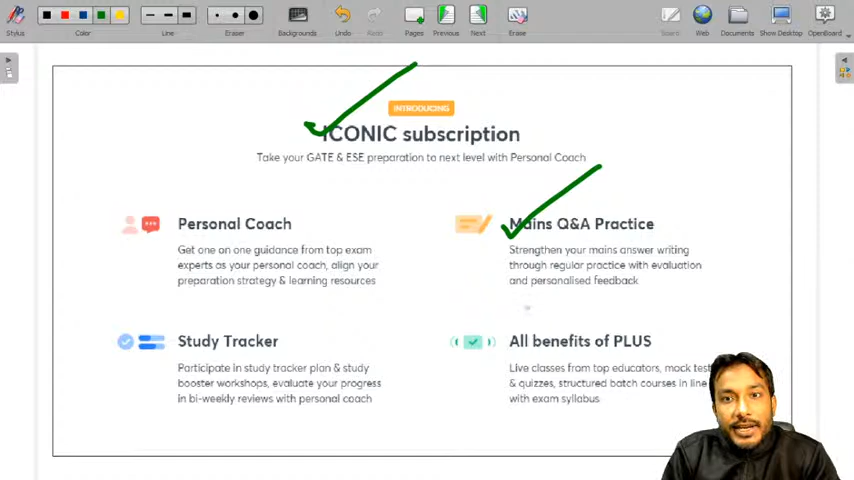 Stylus
Color
Line
Eraser
Backgrounds
Undo
Redo
Pages
Previous
Next
Erase
Board
Web
Documents
Show Desktop
OpenBoard
INTRODUCING
ICONIC subscription
Take your GATE & ESE preparation to next level with Personal Coach
Personal Coach
Get one on one guidance from top exam
experts as your personal coach, align your
preparation strategy & learning resources
Mains Q&A Practice
Strengthen your mains answer writing
through regular practice with evaluation
and personalised feedback
Study Tracker
Participate in study tracker plan & study
booster workshops, evaluate your progress
in bi-weekly reviews with personal coach
All benefits of PLUS
Live classes from top educators, mock test
& quizzes, structured batch courses in line
with exam syllabus